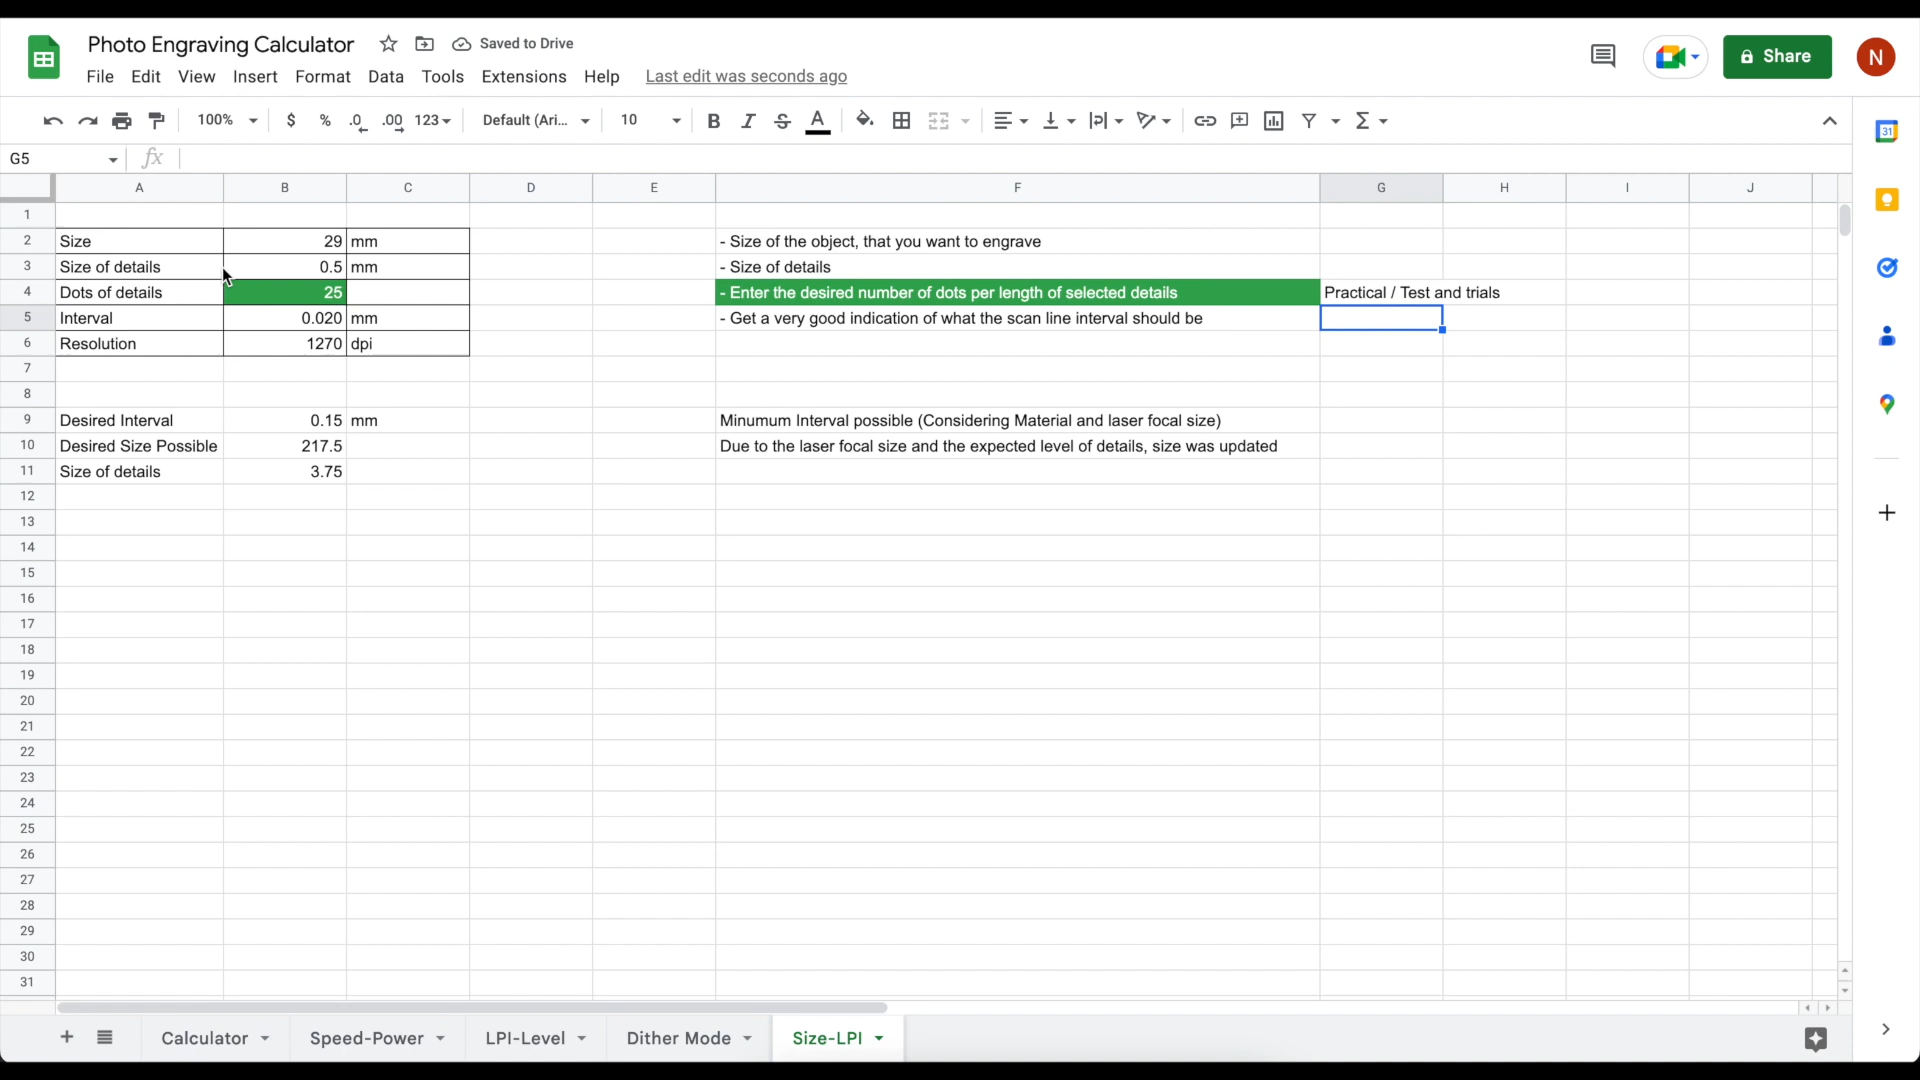 Photo Engraving Calculator Saved to Drive
File Edit View Insert Format Data Tools Extensions Help Last edit was seconds ago
Share
N
100% $ % .0 .00 123 Default (Ari... 10 B I S A
31
G5 fx
A B C D E F G H I J
1
2 Size 29 mm - Size of the object, that you want to engrave
3 Size of details 0.5 mm - Size of details
4 Dots of details 25 - Enter the desired number of dots per length of selected details Practical / Test and trials
5 Interval 0.020 mm - Get a very good indication of what the scan line interval should be
6 Resolution 1270 dpi
7
8
9 Desired Interval 0.15 mm Minumum Interval possible (Considering Material and laser focal size)
10 Desired Size Possible 217.5 Due to the laser focal size and the expected level of details, size was updated
11 Size of details 3.75
12
13
14
15
16
17
18
19
20
21
22
23
24
25
26
27
28
29
30
31
Calculator Speed-Power LPI-Level Dither Mode Size-LPI